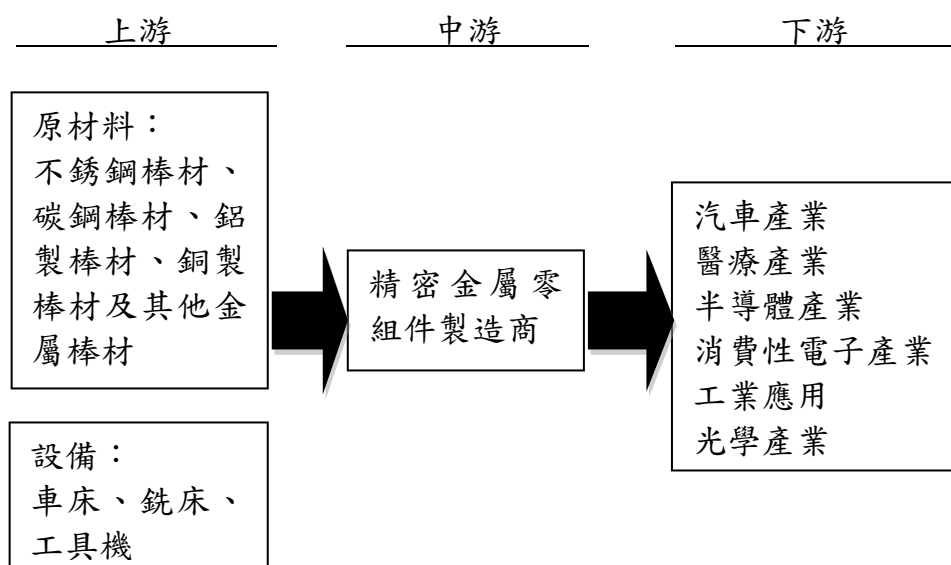 上游
中游
下游
原材料：
不銹鋼棒材、
碳鋼棒材、鋁
製棒材、銅製
棒材及其他金
屬棒材
設備：
車床、銑床、
工具機
精密金屬零
組件製造商
汽車產業
醫療產業
半導體產業
消費性電子產業
工業應用
光學產業